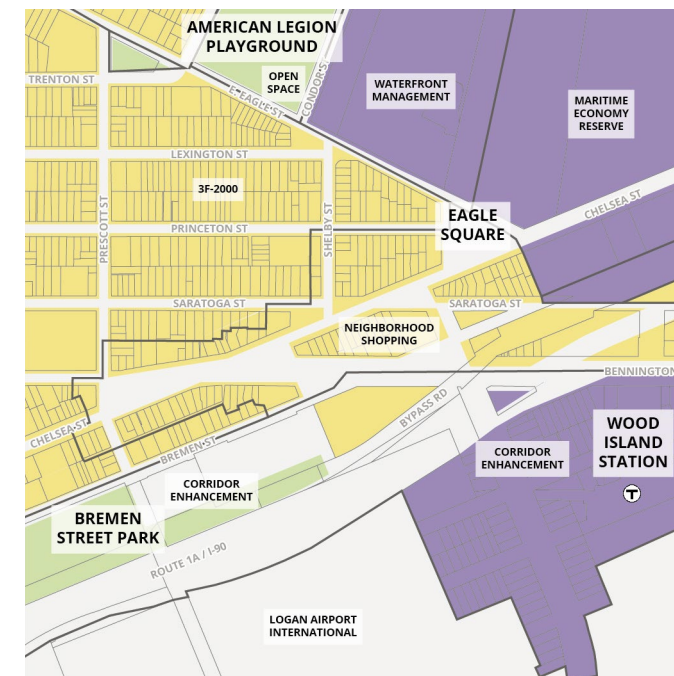 AMERICAN LEGION
PLAYGROUND
TRENTON ST
OPEN
SPACE
CONDOR ST
E. EAGLE ST
WATERFRONT
MANAGEMENT
MARITIME
ECONOMY
RESERVE
LEXINGTON ST
3F-2000
PRESCOTT ST
SHELBY ST
CHELSEA ST
EAGLE
SQUARE
PRINCETON ST
SARATOGA ST
SARATOGA ST
NEIGHBORHOOD
SHOPPING
BENNINGTON
BYPASS RD
CHELSEA ST
BREMEN ST
WOOD
ISLAND
STATION
T
CORRIDOR
ENHANCEMENT
CORRIDOR
ENHANCEMENT
BREMEN
STREET PARK
ROUTE 1A / I-90
LOGAN AIRPORT
INTERNATIONAL